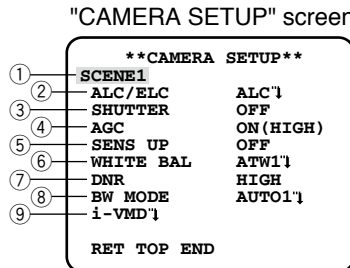 "CAMERA SETUP" screen
**CAMERA SETUP**
① SCENE1
② ALC/ELC ALC↵
③ SHUTTER OFF
④ AGC ON(HIGH)
⑤ SENS UP OFF
⑥ WHITE BAL ATW1↵
⑦ DNR HIGH
⑧ BW MODE AUTO1↵
⑨ i-VMD↵
RET TOP END